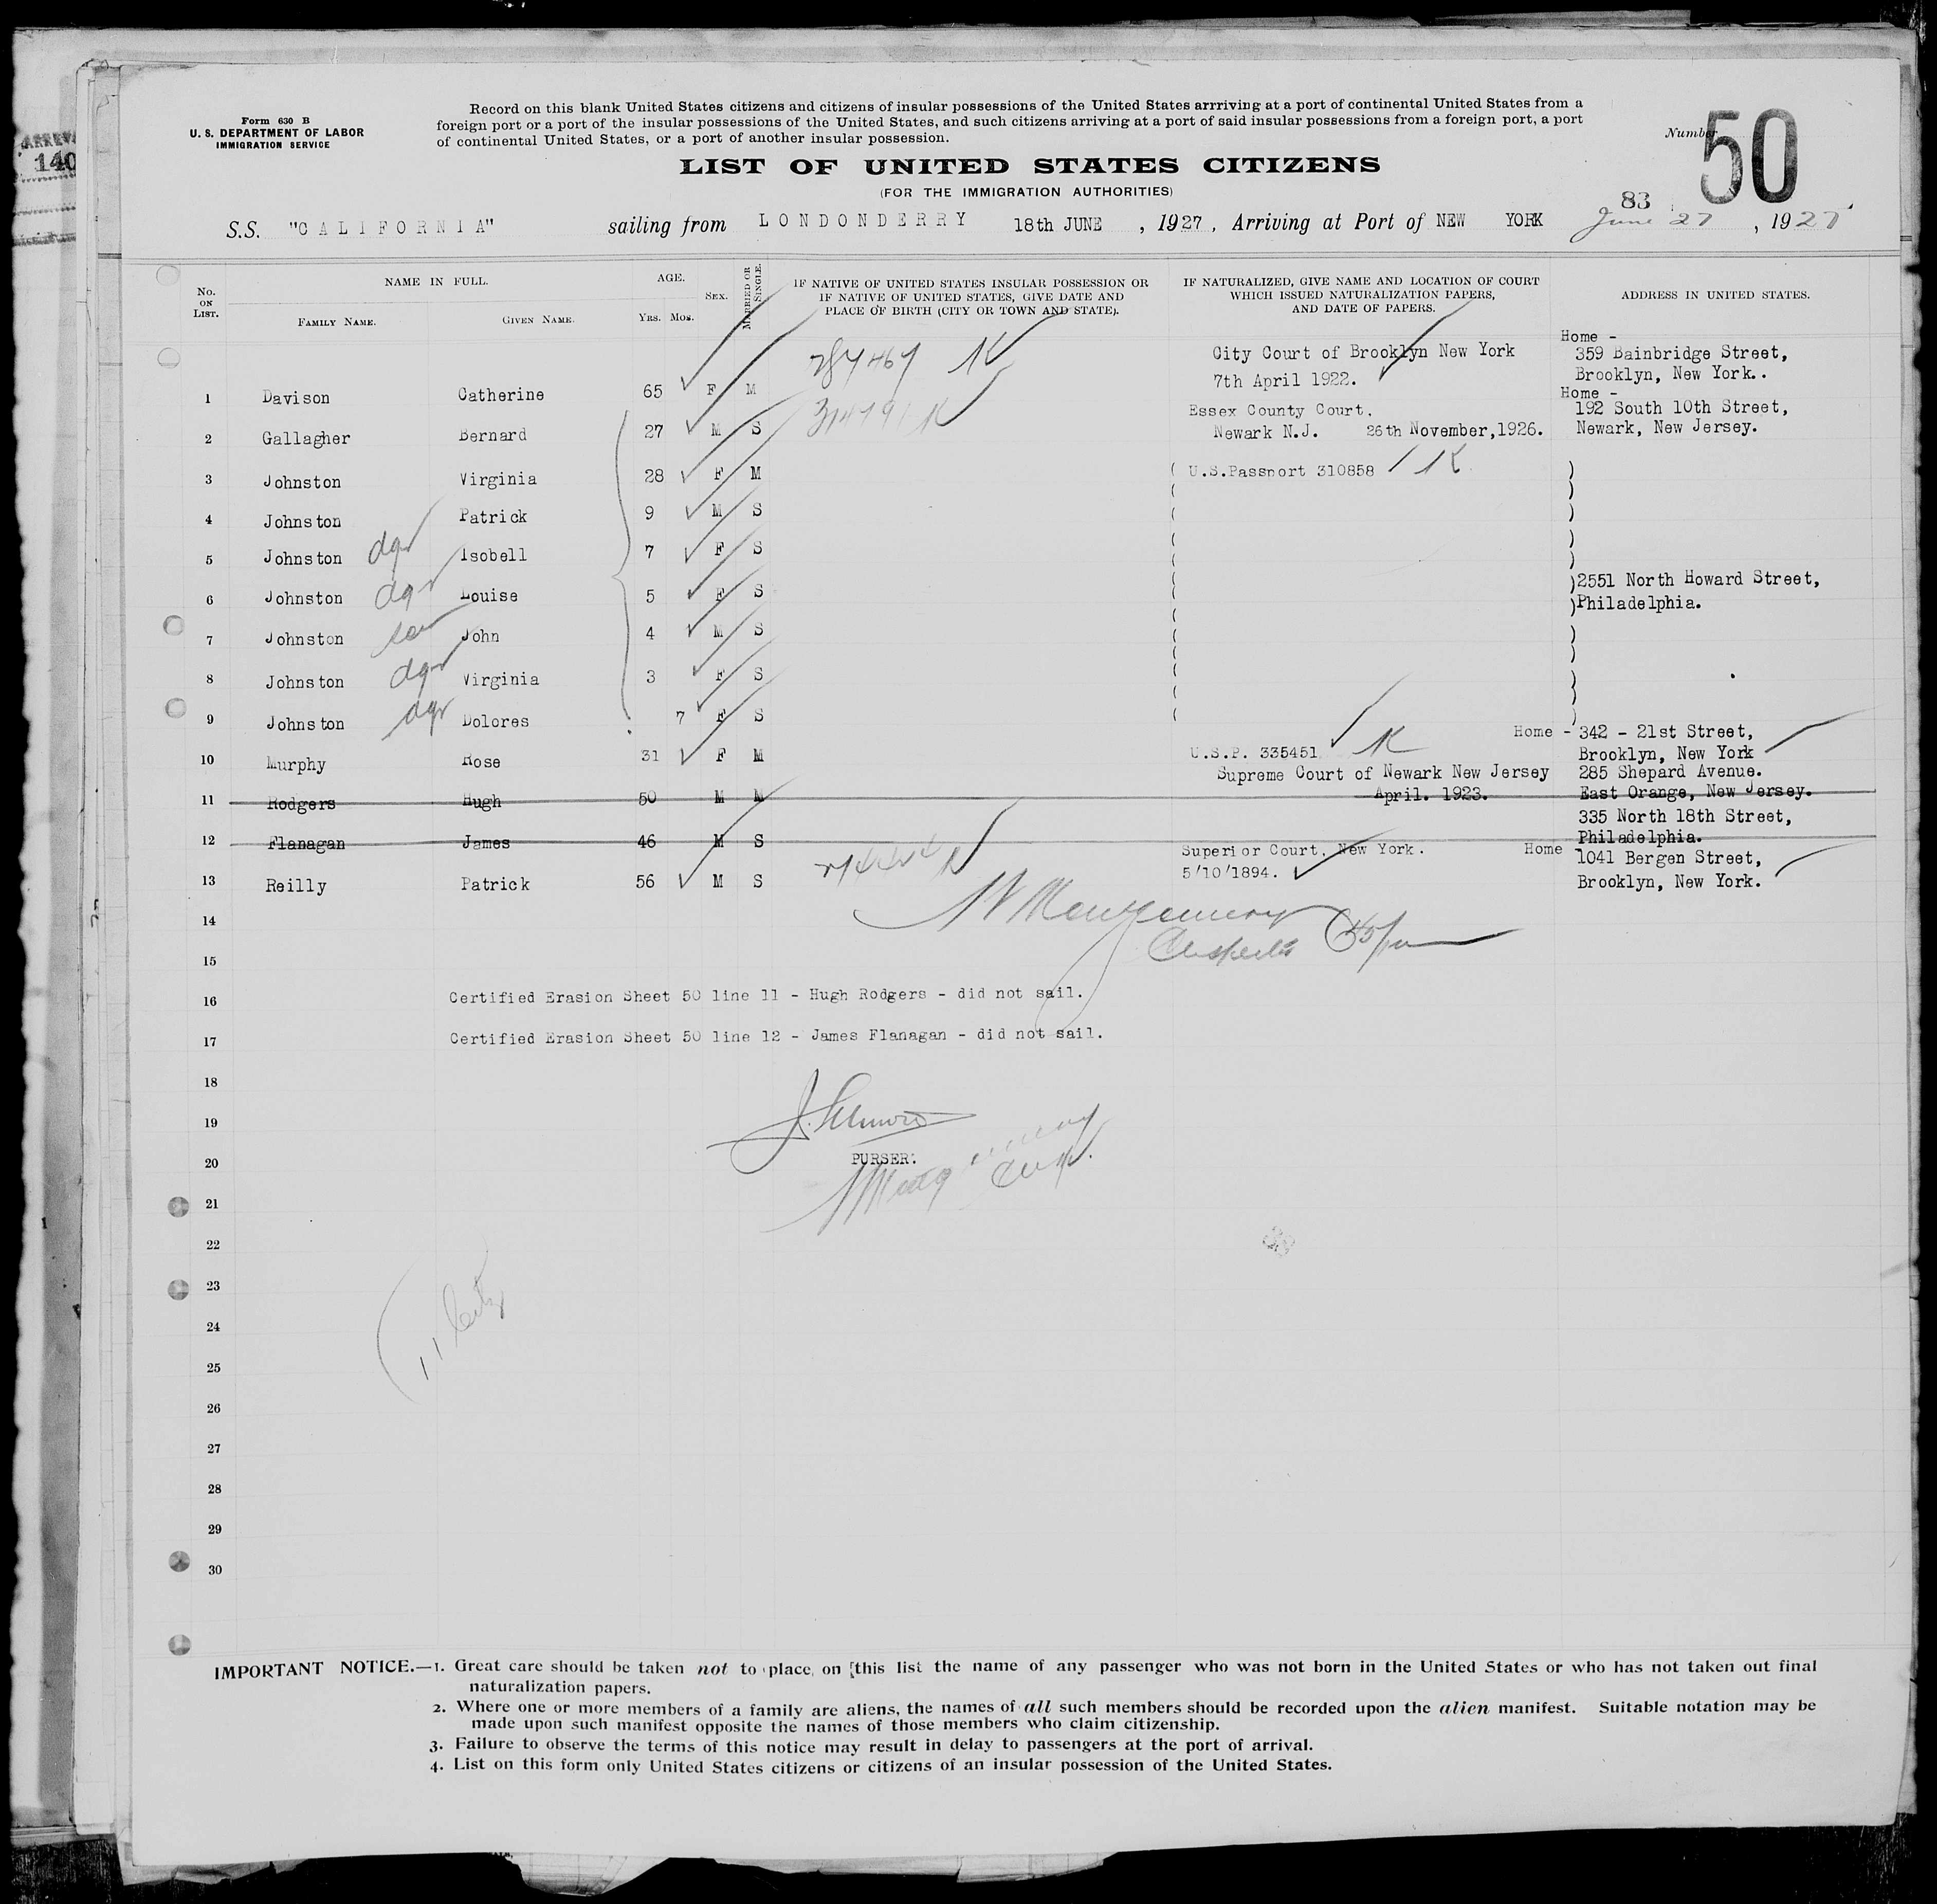 ARREV
140
Form 630 B
U. S. DEPARTMENT OF LABOR
IMMIGRATION SERVICE
Record on this blank United States citizens and citizens of insular possessions of the United States arrriving at a port of continental United States from a
foreign port or a port of the insular possessions of the United States, and such citizens arriving at a port of said insular possessions from a foreign port, a port
of continental United States, or a port of another insular possession.
Number 50
LIST OF UNITED STATES CITIZENS
(FOR THE IMMIGRATION AUTHORITIES)
83
S.S. "CALIFORNIA" sailing from LONDONDERRY 18th JUNE, 1927, Arriving at Port of NEW YORK June 27, 1927
No. ON LIST. NAME IN FULL. FAMILY NAME. GIVEN NAME. AGE. YRS. MOS. SEX. MARRIED OR SINGLE. IF NATIVE OF UNITED STATES INSULAR POSSESSION OR IF NATIVE OF UNITED STATES, GIVE DATE AND PLACE OF BIRTH (CITY OR TOWN AND STATE). IF NATURALIZED, GIVE NAME AND LOCATION OF COURT WHICH ISSUED NATURALIZATION PAPERS, AND DATE OF PAPERS. ADDRESS IN UNITED STATES.
Home -
City Court of Brooklyn New York 359 Bainbridge Street,
7th April 1922. Brooklyn, New York..
1 Davison Catherine 65 F M Home -
Essex County Court. 192 South 10th Street,
2 Gallagher Bernard 27 M S Newark N.J. 26th November,1926. Newark, New Jersey.
3 Johnston Virginia 28 F M U.S.Passport 310858 K
4 Johnston Patrick 9 M S
5 Johnston dgr Isobell 7 F S
6 Johnston dgr Louise 5 F S 2551 North Howard Street,
Philadelphia.
7 Johnston son John 4 M S
8 Johnston dgr Virginia 3 F S
9 Johnston dgr Dolores 7 F S
Home - 342 - 21st Street,
10 Murphy Rose 31 F M U.S.P. 335451 K Brooklyn, New York
Supreme Court of Newark New Jersey 285 Shepard Avenue.
11 Rodgers Hugh 50 M M April. 1923. East Orange, New Jersey.
335 North 18th Street,
12 Flanagan James 46 M S Philadelphia.
Superior Court, New York. Home 1041 Bergen Street,
13 Reilly Patrick 56 M S 5/10/1894. Brooklyn, New York.
14 Montgomery
15
16 Certified Erasion Sheet 50 line 11 - Hugh Rodgers - did not sail.
17 Certified Erasion Sheet 50 line 12 - James Flanagan - did not sail.
18
19
20 PURSER.
21
22
23
24
25
26
27
28
29
30
IMPORTANT NOTICE.—1. Great care should be taken not to place on this list the name of any passenger who was not born in the United States or who has not taken out final
naturalization papers.
2. Where one or more members of a family are aliens, the names of all such members should be recorded upon the alien manifest. Suitable notation may be
made upon such manifest opposite the names of those members who claim citizenship.
3. Failure to observe the terms of this notice may result in delay to passengers at the port of arrival.
4. List on this form only United States citizens or citizens of an insular possession of the United States.